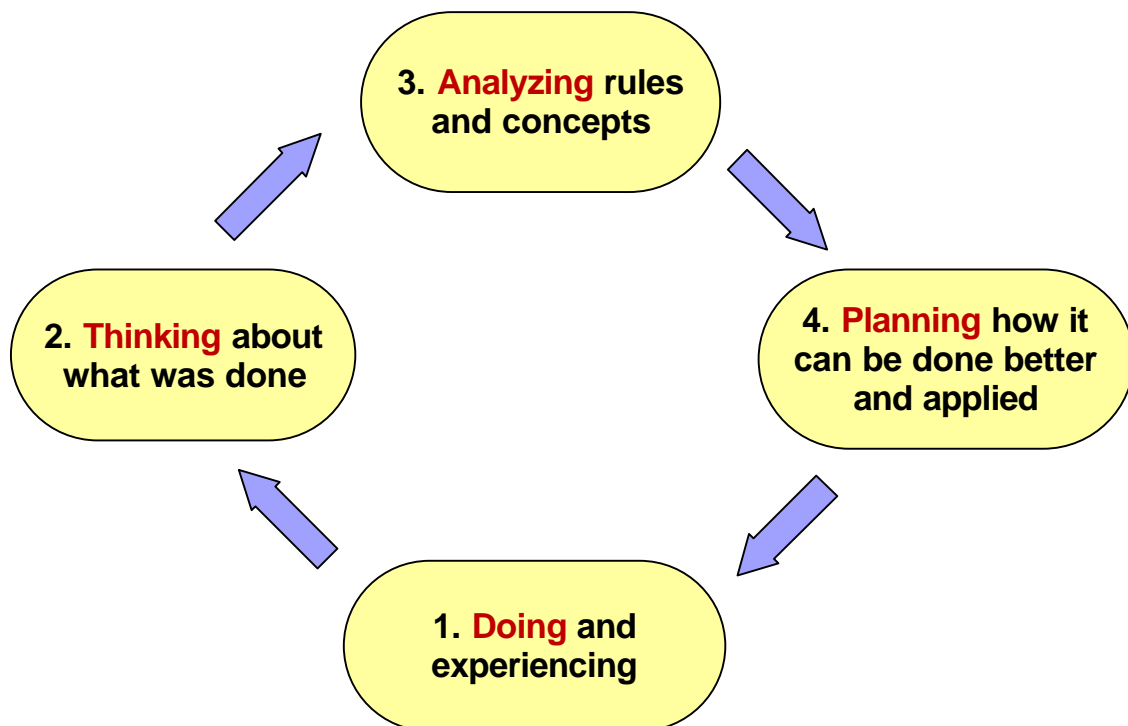 3. Analyzing rules
and concepts
2. Thinking about
what was done
4. Planning how it
can be done better
and applied
1. Doing and
experiencing